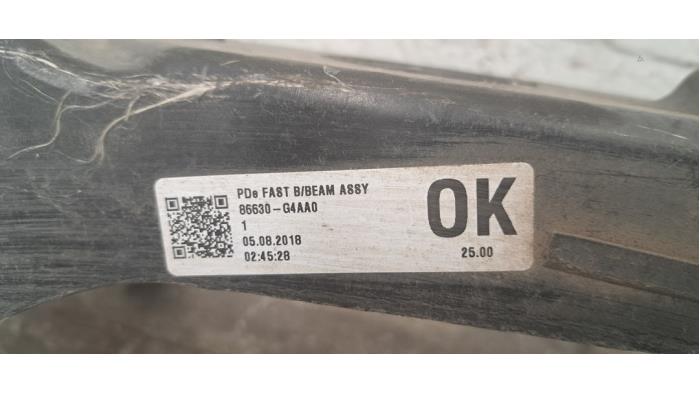 PDe FAST B/BEAM ASSY
86630-G4AA0
1
05.08.2018
02:45:28
OK
25.00